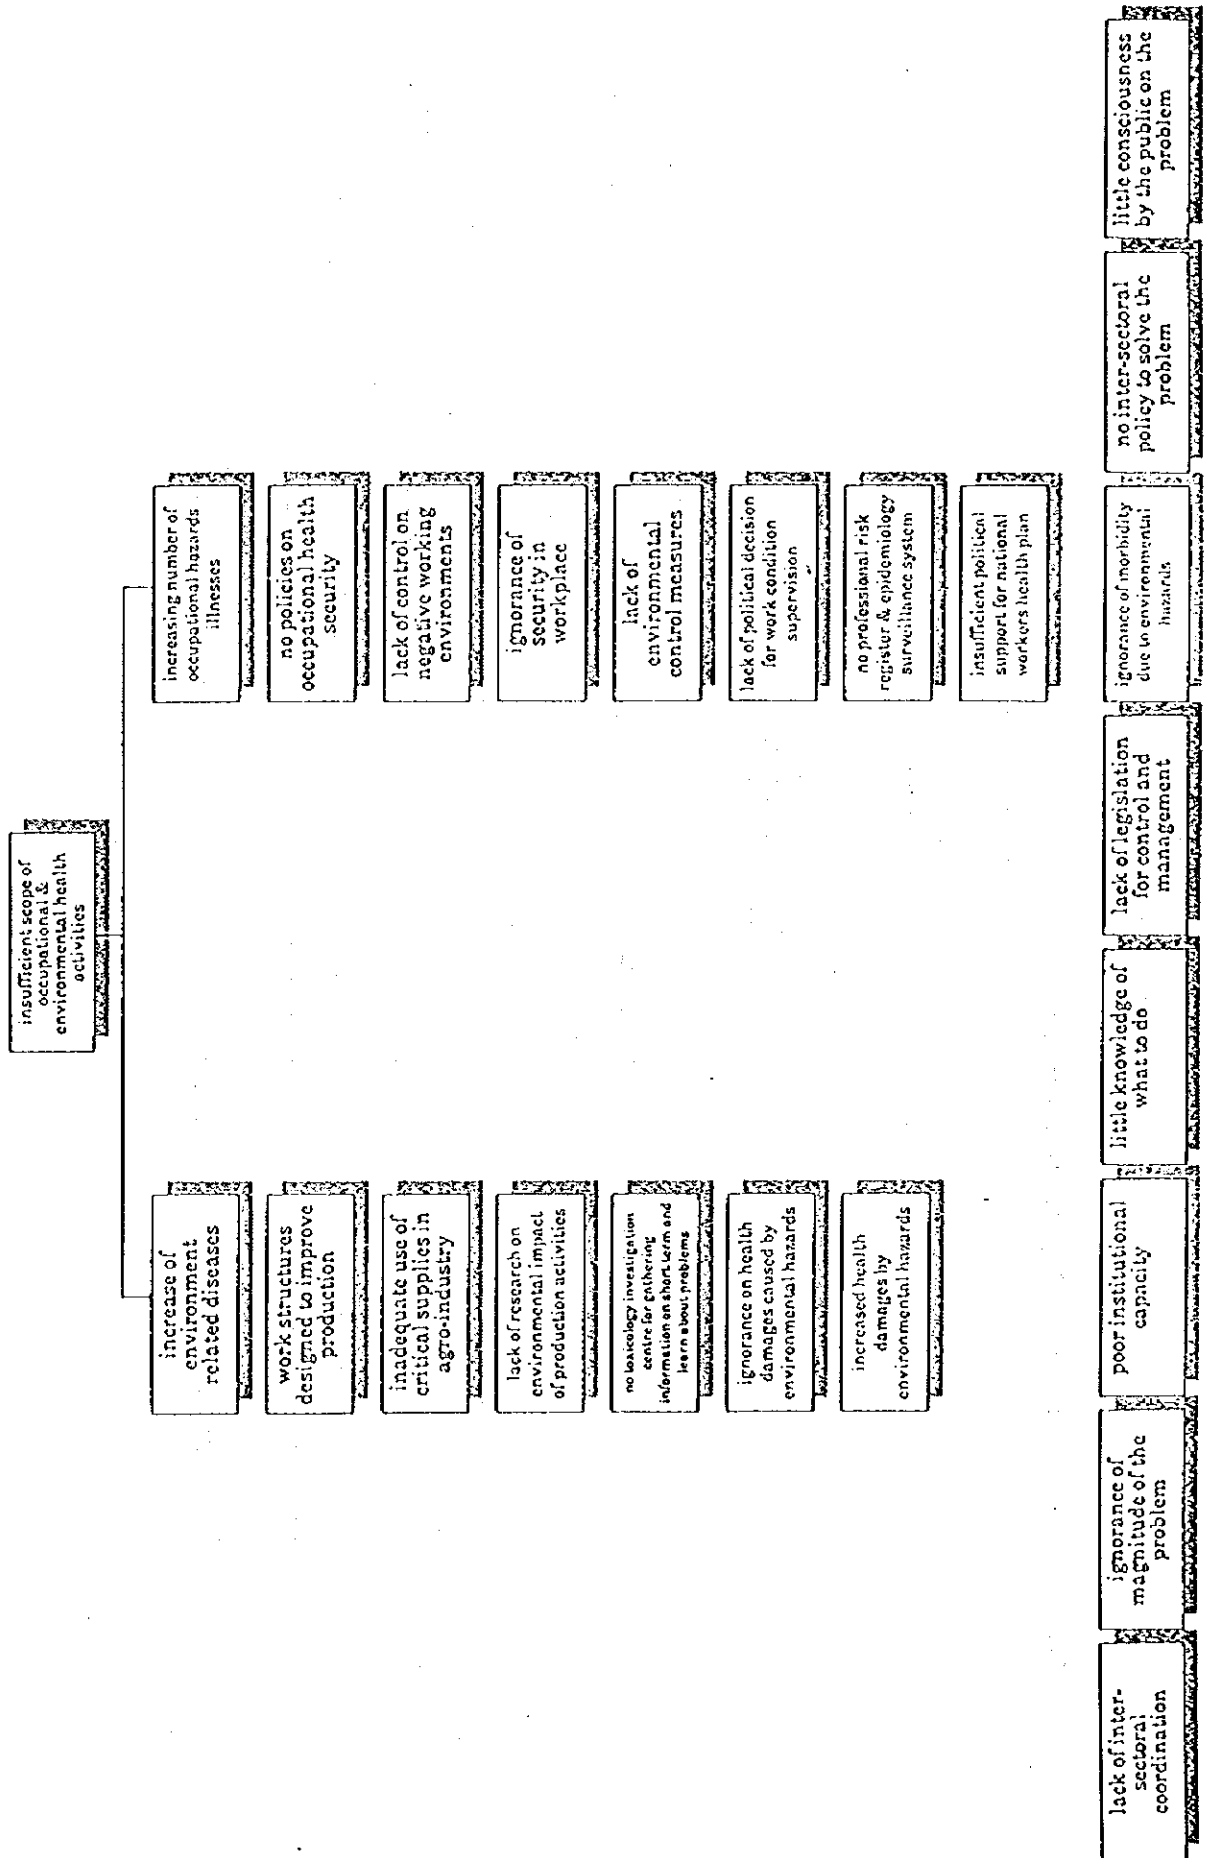 insufficient scope of
occupational &
environmental health
activities
increase of
environment
related diseases
work structures
designed to improve
production
inadequate use of
critical supplies in
agro-industry
lack of research on
environmental impact
of production activities
no toxicology investigation
centre for gathering
information on short term and
learn about problems
ignorance on health
damages caused by
environmental hazards
increased health
damages by
environmental hazards
increasing number of
occupational hazards
illnesses
no policies on
occupational health
security
lack of control on
negative working
environments
ignorance of
security in
workplace
lack of
environmental
control measures
lack of political decision
for work condition
supervision
no professional risk
register & epidemiology
surveillance system
insufficient political
support for national
workers health plan
lack of inter-
sectoral
coordination
ignorance of
magnitude of the
problem
poor institutional
capacity
little knowledge of
what to do
lack of legislation
for control and
management
ignorance of morbidity
due to environmental
hazards
no inter-sectoral
policy to solve the
problem
little consciousness
by the public on the
problem